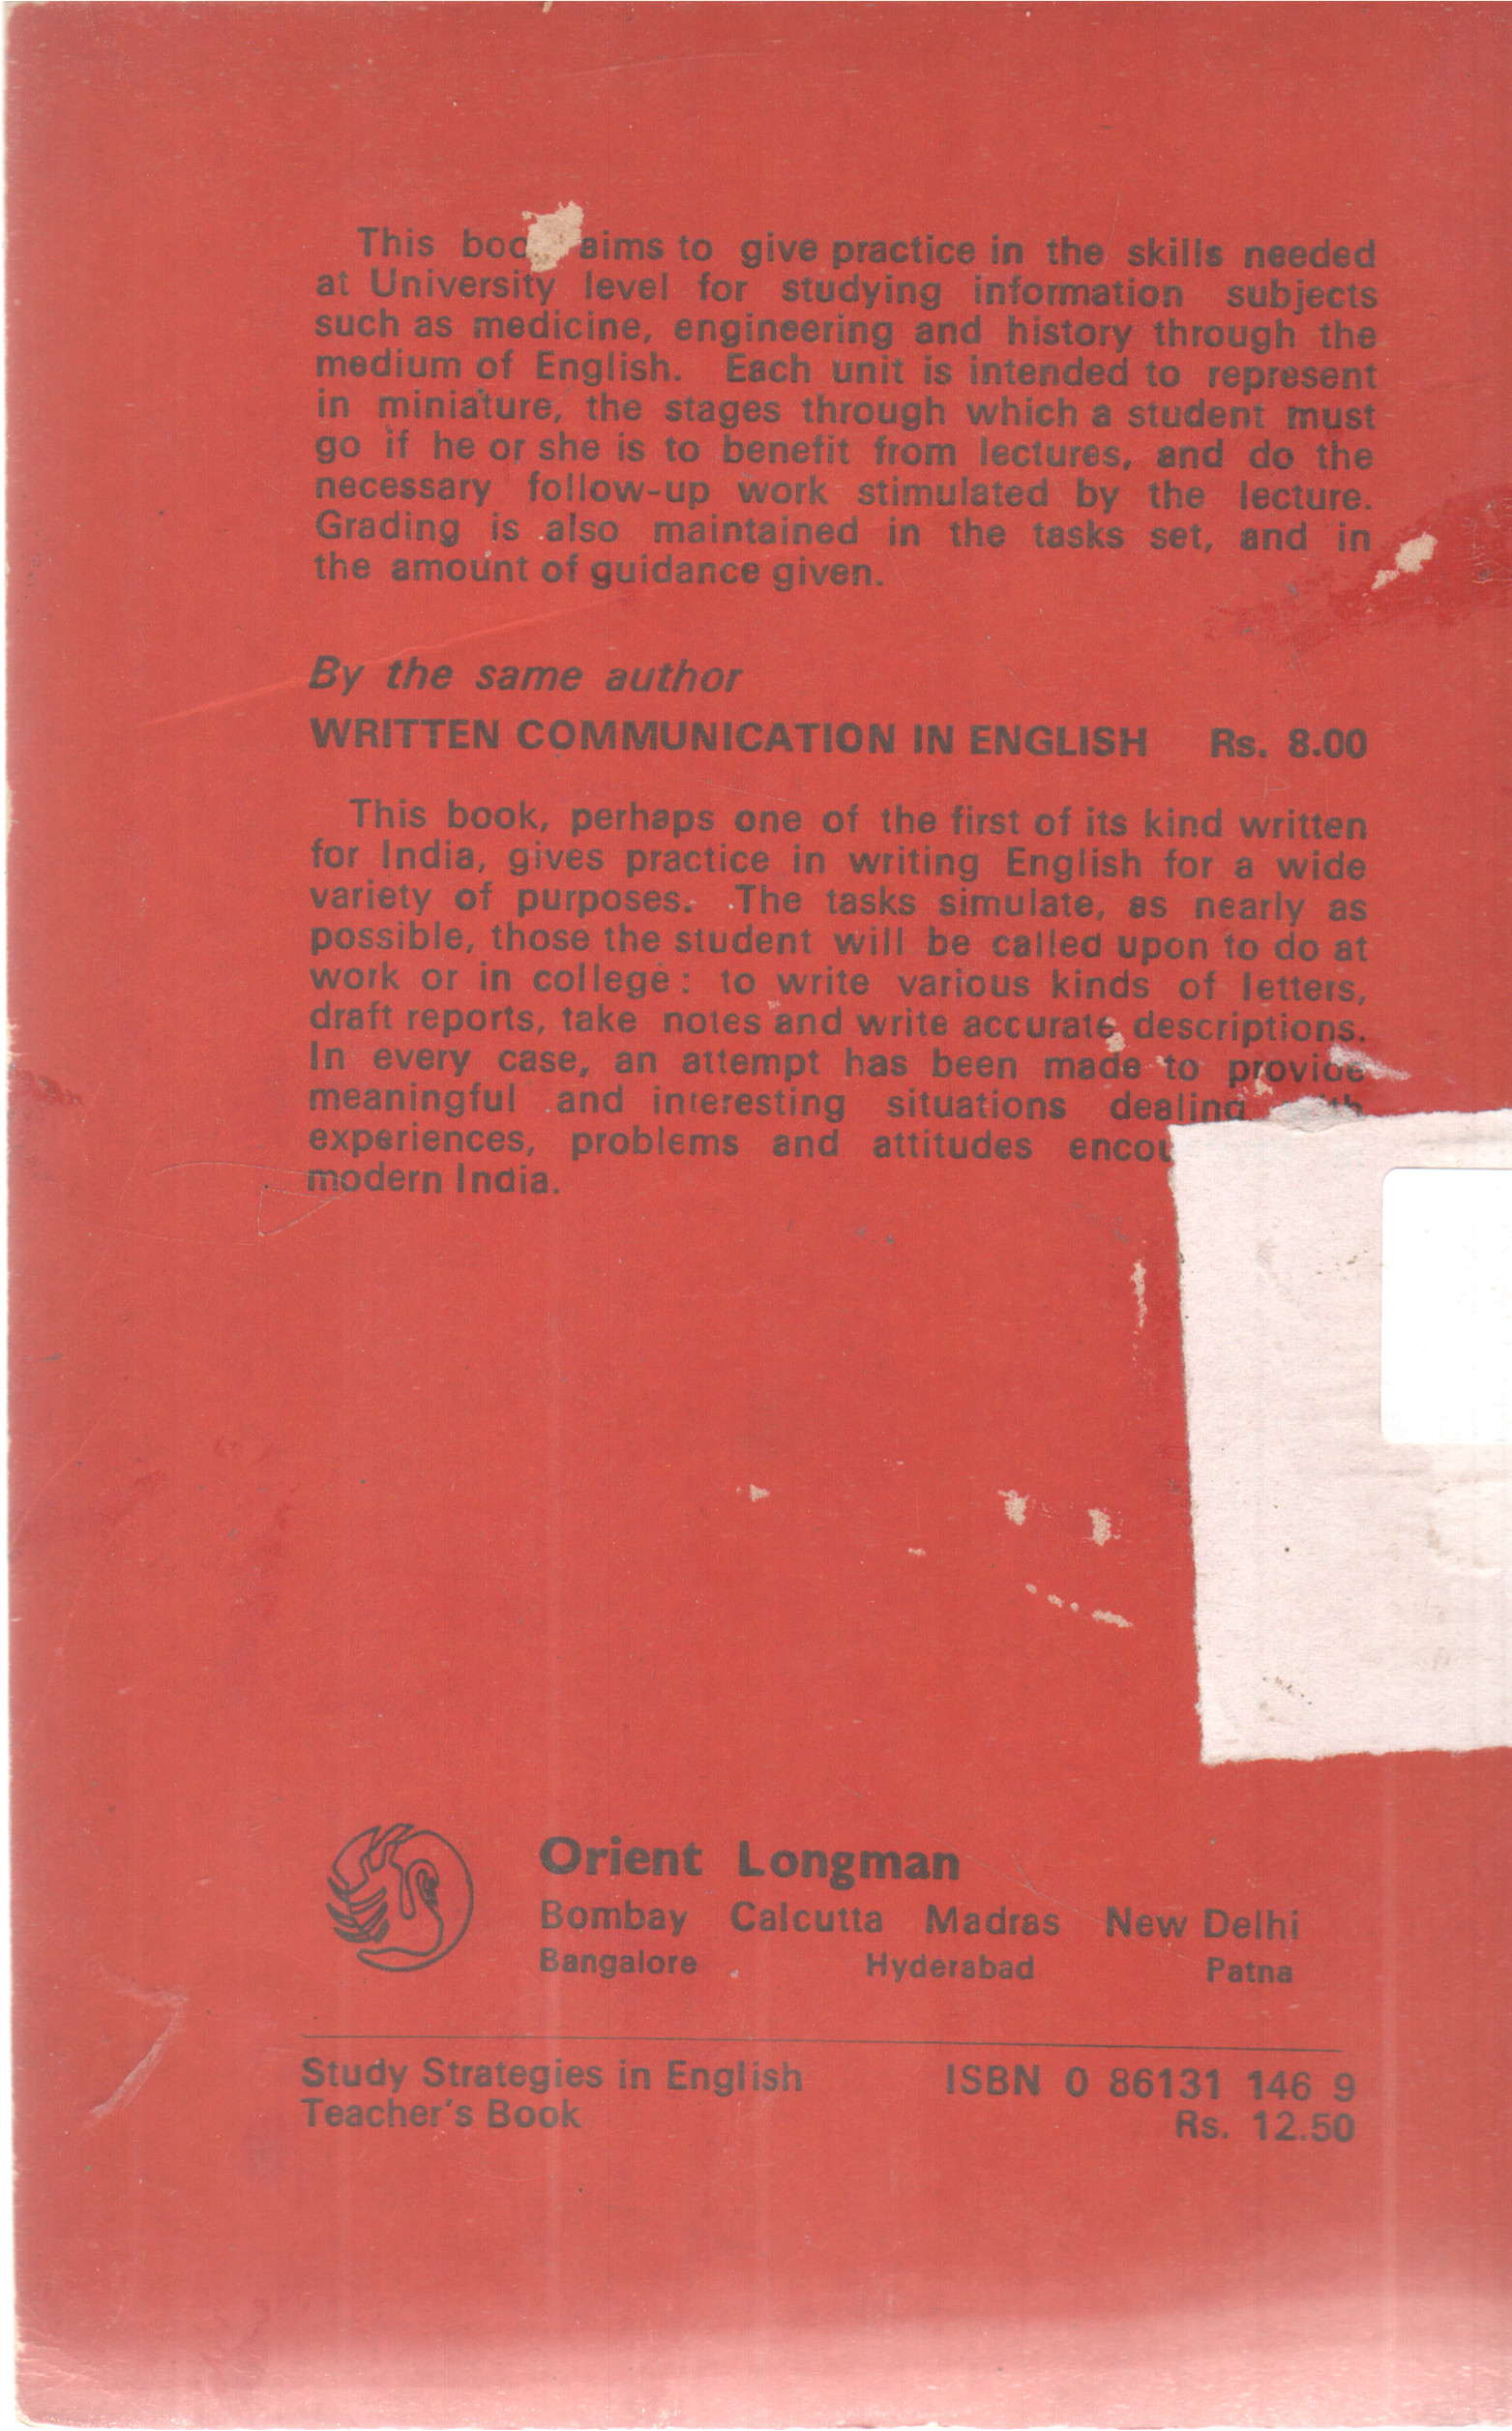 This boo aims to give practice in the skills needed
at University level for studying information subjects
such as medicine, engineering and history through the
medium of English. Each unit is intended to represent
in miniature, the stages through which a student must
go if he or she is to benefit from lectures, and do the
necessary follow-up work stimulated by the lecture.
Grading is also maintained in the tasks set, and in
the amount of guidance given.
By the same author
WRITTEN COMMUNICATION IN ENGLISH Rs. 8.00
This book, perhaps one of the first of its kind written
for India, gives practice in writing English for a wide
variety of purposes. The tasks simulate, as nearly as
possible, those the student will be called upon to do at
work or in college: to write various kinds of letters,
draft reports, take notes and write accurate descriptions.
In every case, an attempt has been made to provide
meaningful and interesting situations dealing
experiences, problems and attitudes
modern India.
Orient Longman
Bombay Calcutta Madras New Delhi
Bangalore Hyderabad Patna
Study Strategies in English ISBN 0 86131 146 9
Teacher's Book Rs. 12.50